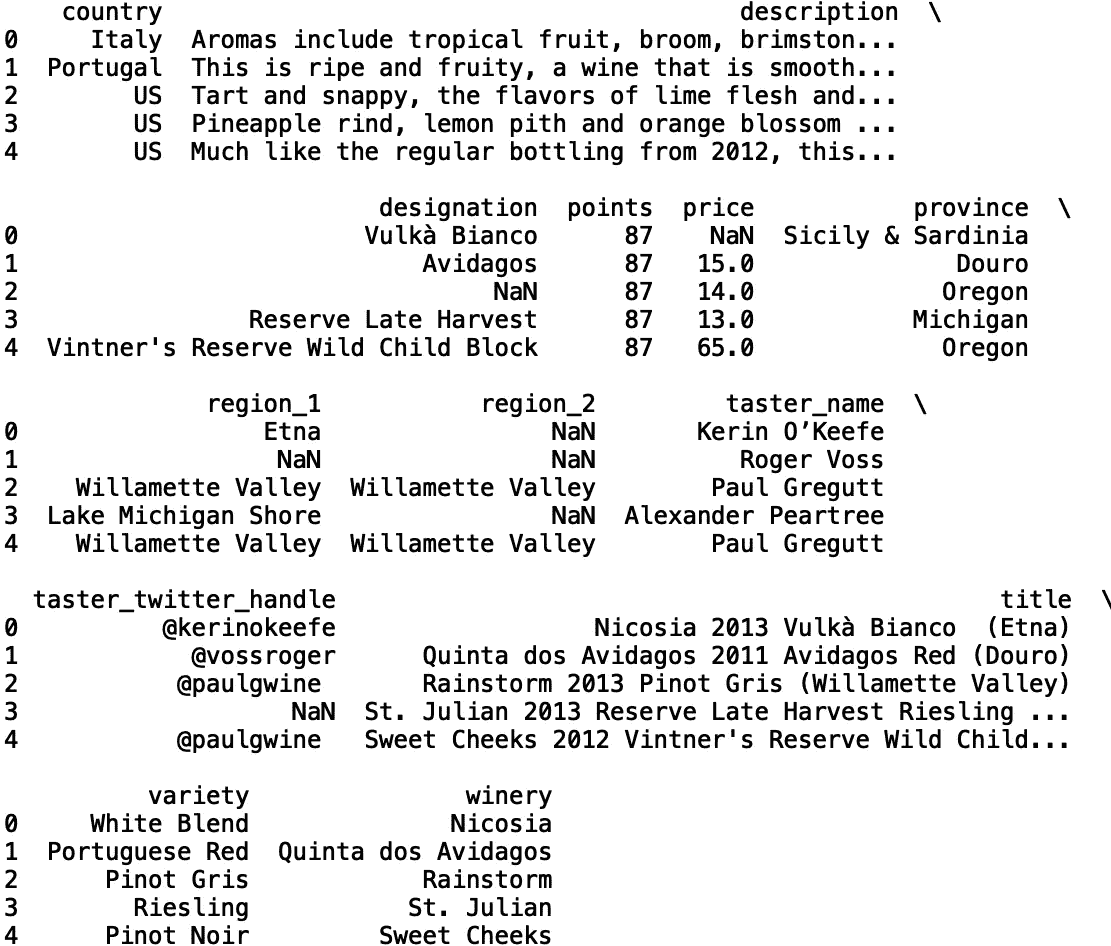 country description \
0 Italy Aromas include tropical fruit, broom, brimston...
1 Portugal This is ripe and fruity, a wine that is smooth...
2 US Tart and snappy, the flavors of lime flesh and...
3 US Pineapple rind, lemon pith and orange blossom ...
4 US Much like the regular bottling from 2012, this...
designation points price province \
0 Vulkà Bianco 87 NaN Sicily & Sardinia
1 Avidagos 87 15.0 Douro
2 NaN 87 14.0 Oregon
3 Reserve Late Harvest 87 13.0 Michigan
4 Vintner's Reserve Wild Child Block 87 65.0 Oregon
region_1 region_2 taster_name \
0 Etna NaN Kerin O’Keefe
1 NaN NaN Roger Voss
2 Willamette Valley Willamette Valley Paul Gregutt
3 Lake Michigan Shore NaN Alexander Peartree
4 Willamette Valley Willamette Valley Paul Gregutt
taster_twitter_handle title \
0 @kerinokeefe Nicosia 2013 Vulkà Bianco (Etna)
1 @vossroger Quinta dos Avidagos 2011 Avidagos Red (Douro)
2 @paulgwine Rainstorm 2013 Pinot Gris (Willamette Valley)
3 NaN St. Julian 2013 Reserve Late Harvest Riesling ...
4 @paulgwine Sweet Cheeks 2012 Vintner's Reserve Wild Child...
variety winery
0 White Blend Nicosia
1 Portuguese Red Quinta dos Avidagos
2 Pinot Gris Rainstorm
3 Riesling St. Julian
4 Pinot Noir Sweet Cheeks